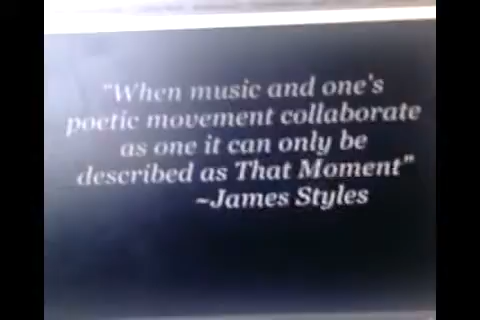 "When music and one's
poetic movement collaborate
as one it can only be
described as That Moment"
~James Styles